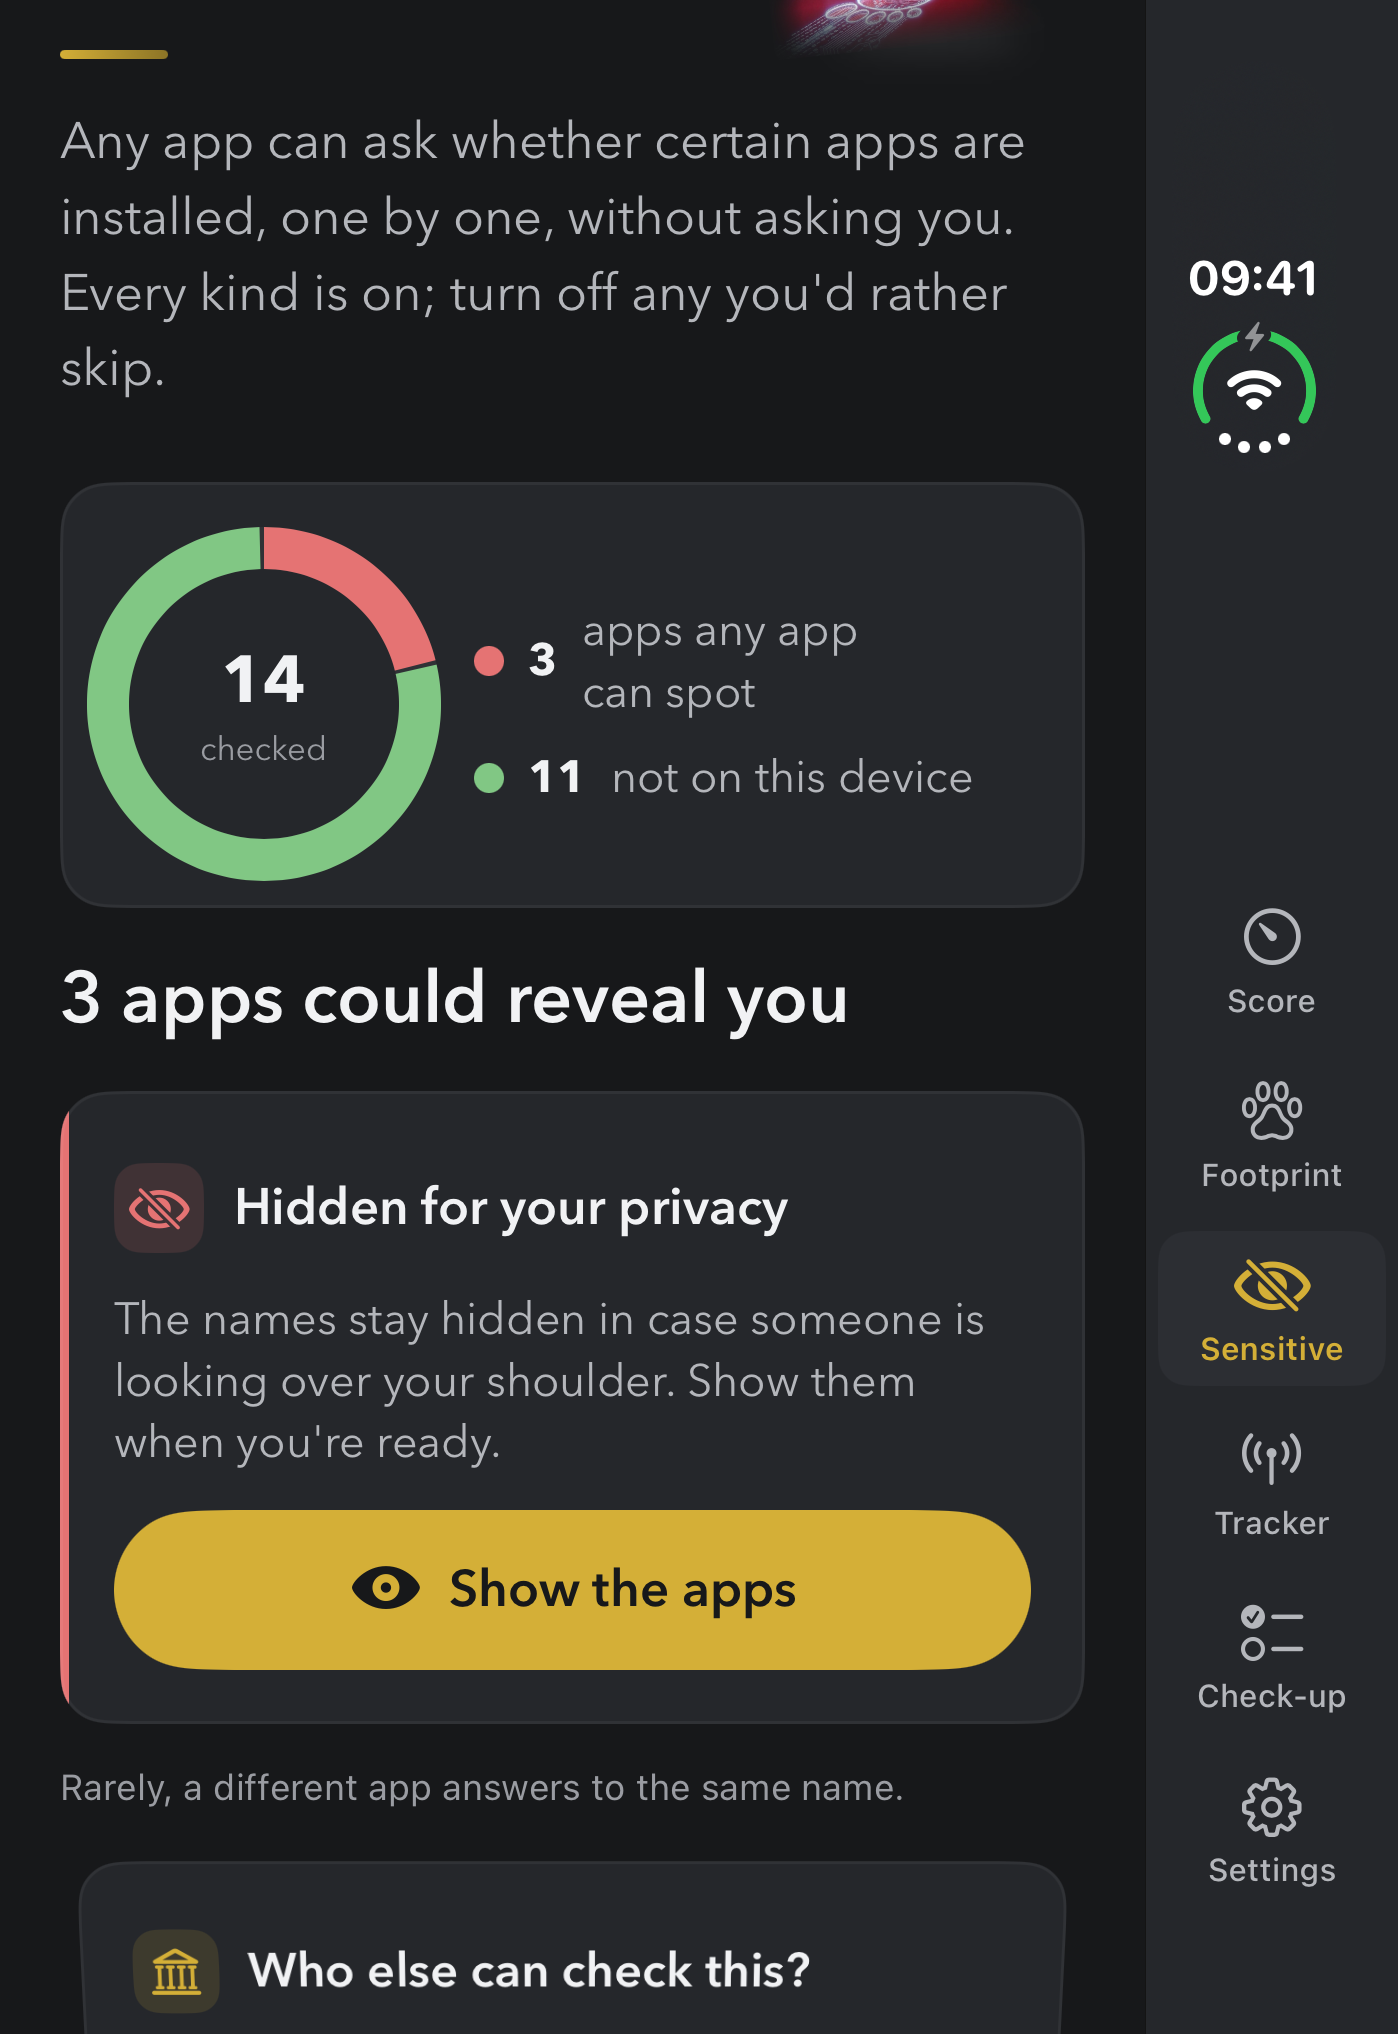 Any app can ask whether certain apps are
installed, one by one, without asking you.
Every kind is on; turn off any you'd rather
skip.
14
checked
3 apps any app
can spot
11 not on this device
3 apps could reveal you
Hidden for your privacy
The names stay hidden in case someone is
looking over your shoulder. Show them
when you're ready.
Show the apps
Rarely, a different app answers to the same name.
Who else can check this?
09:41
Score
Footprint
Sensitive
Tracker
Check-up
Settings